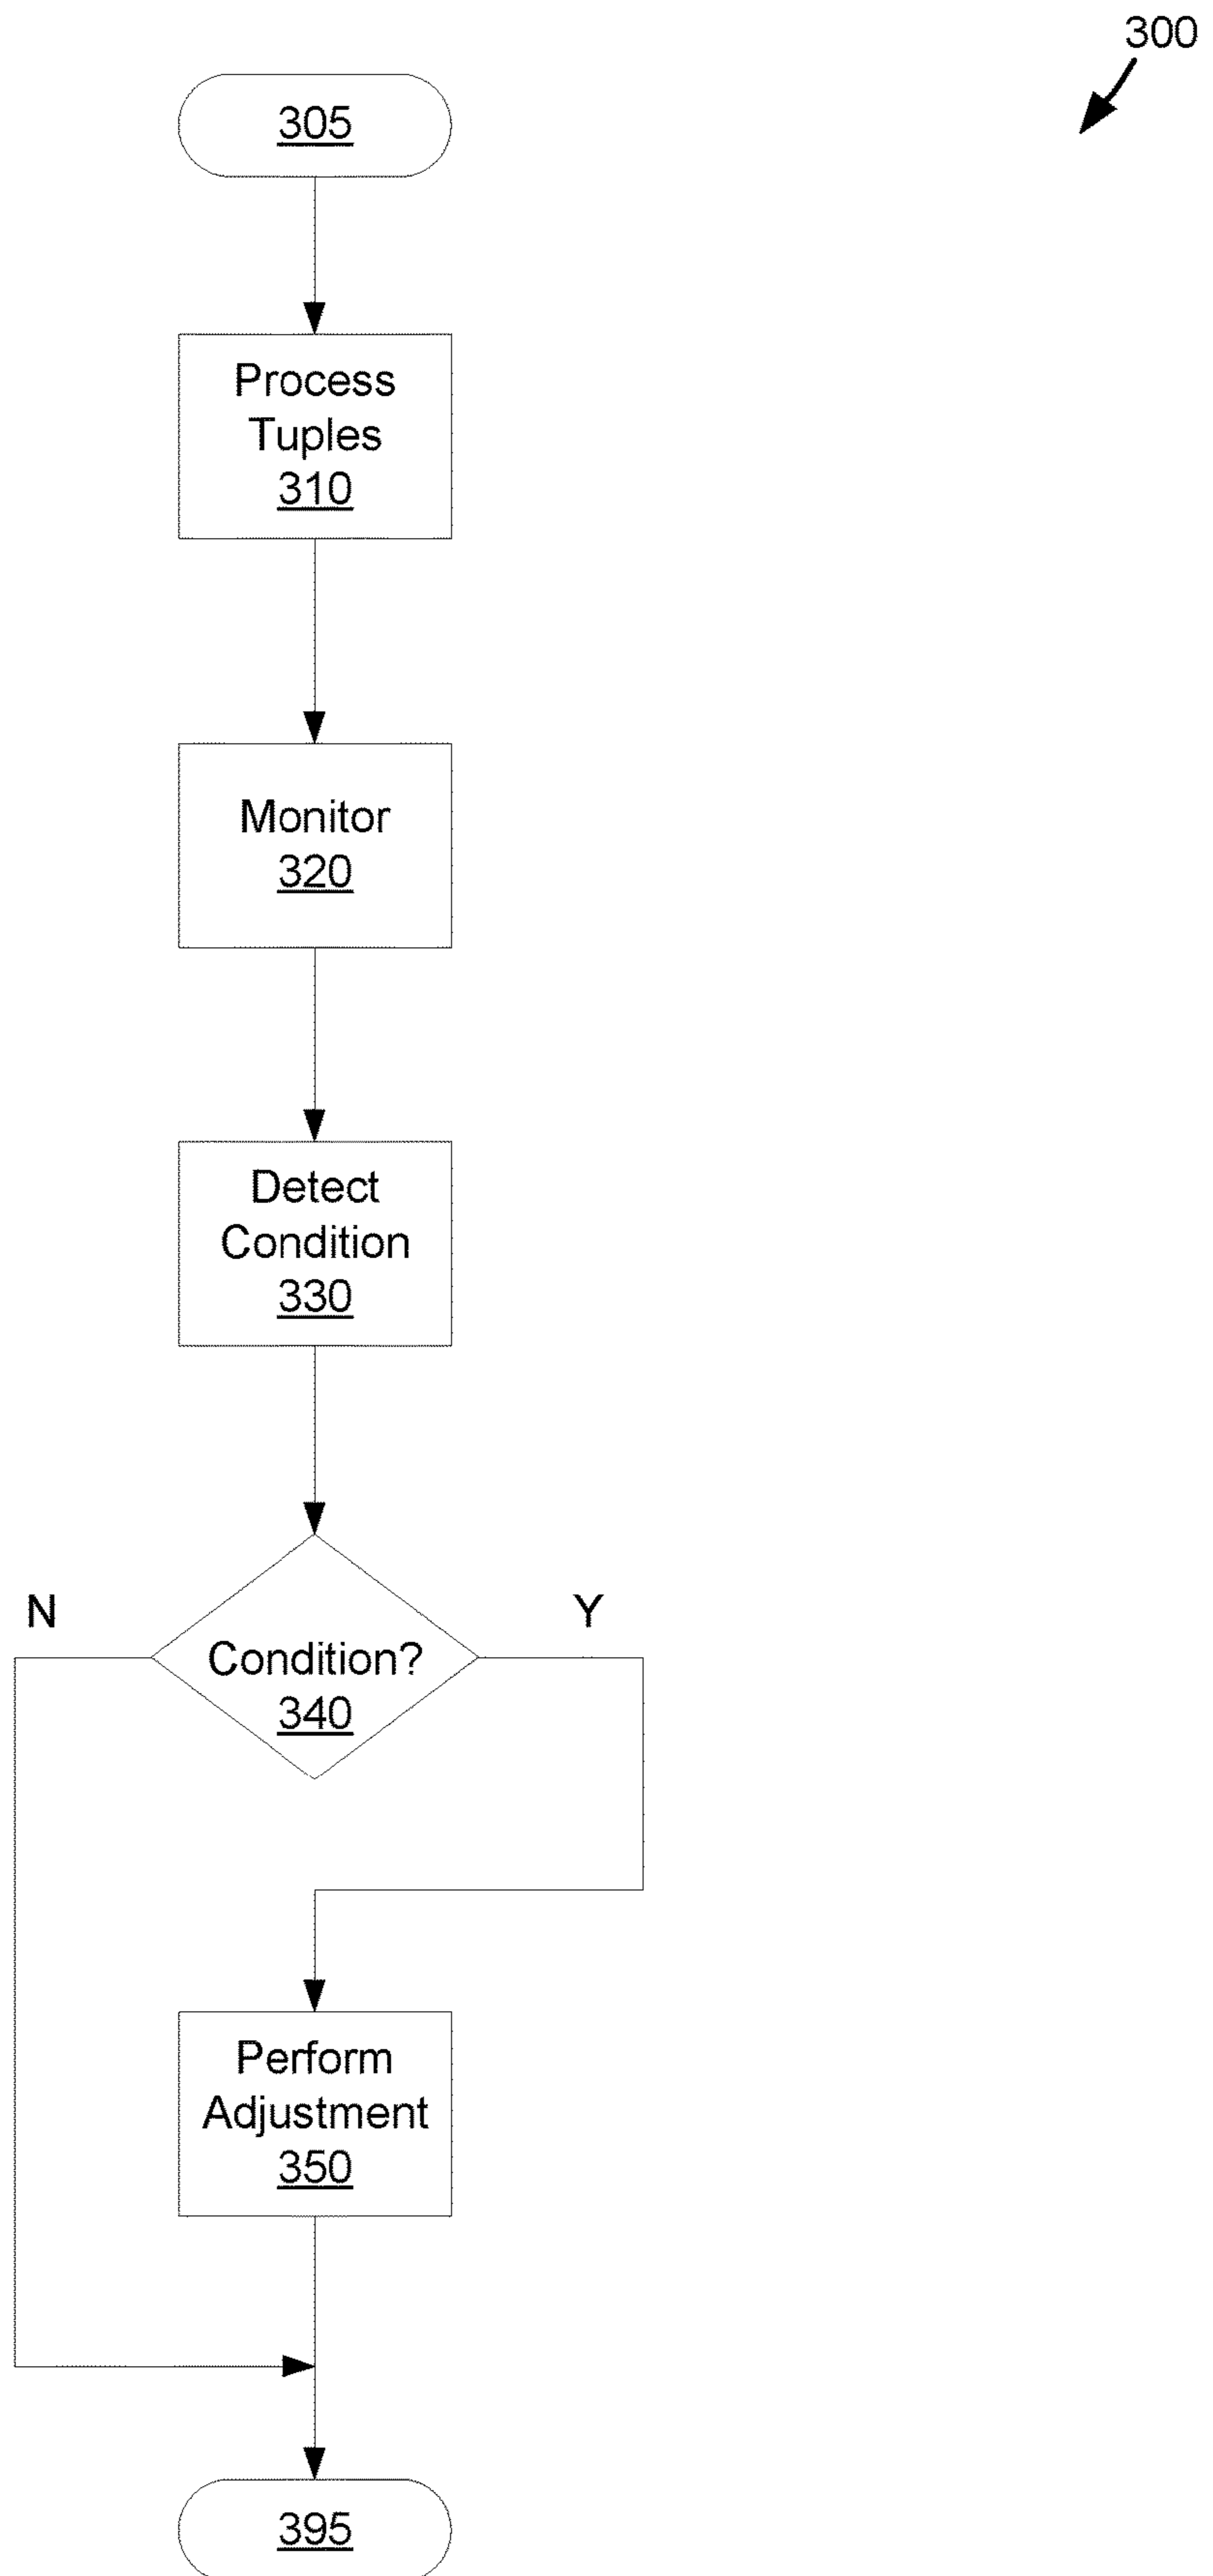 300
305
Process
Tuples
310
Monitor
320
Detect
Condition
330
N
Y
Condition?
340
Perform
Adjustment
350
395